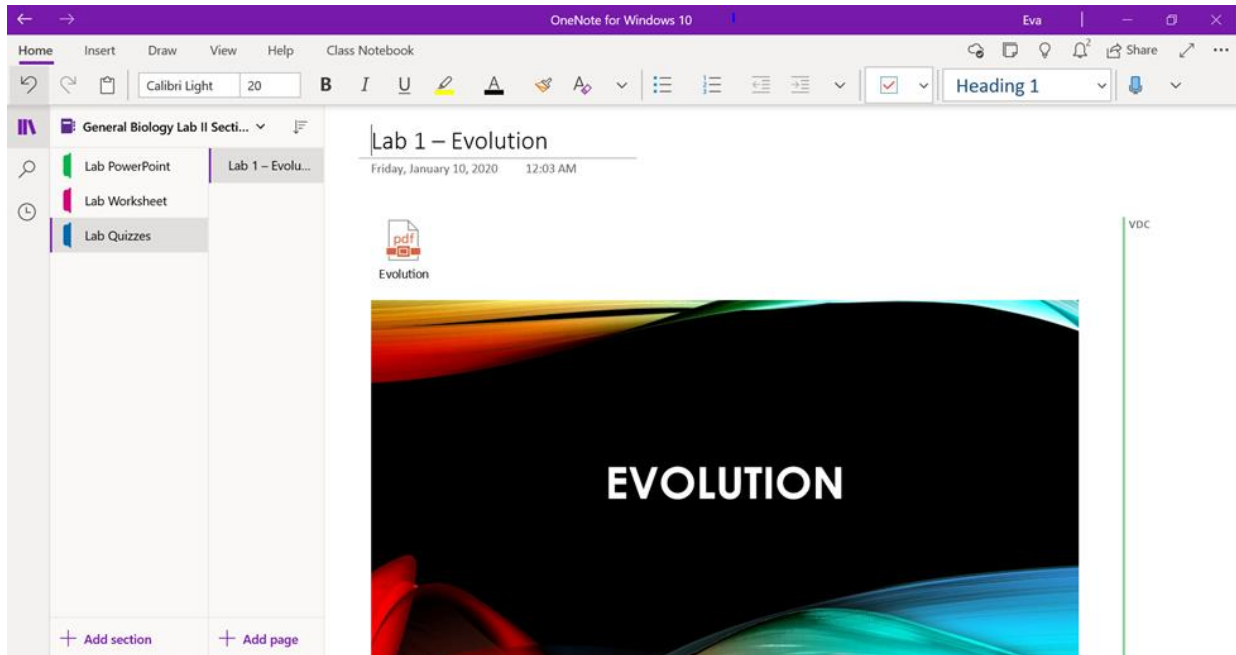 OneNote for Windows 10
Eva
Home Insert Draw View Help Class Notebook
2 Share
Calibri Light 20 B I U A A Heading 1
General Biology Lab II Secti...
Lab PowerPoint
Lab Worksheet
Lab Quizzes
Lab 1 – Evolu...
Lab 1 – Evolution
Friday, January 10, 2020 12:03 AM
pdf
Evolution
VDC
EVOLUTION
+ Add section + Add page